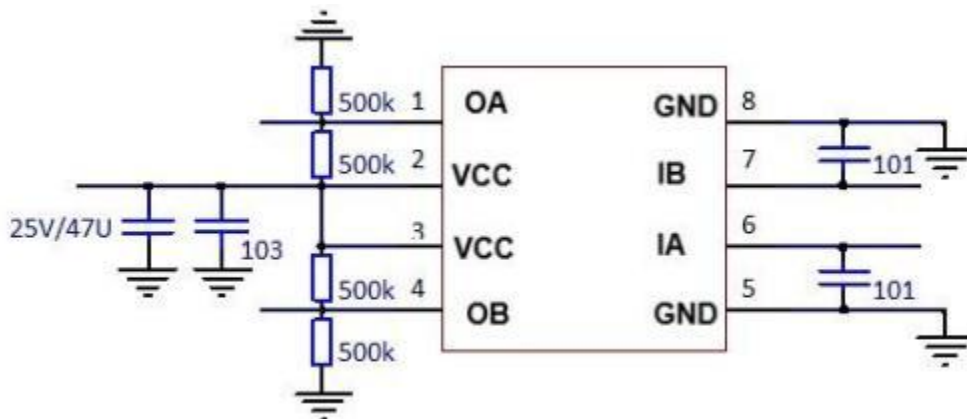 500k 1 OA GND 8
500k 2 VCC IB 7 101
25V/47U 103 3 VCC IA 6
500k 4 OB GND 5 101
500k